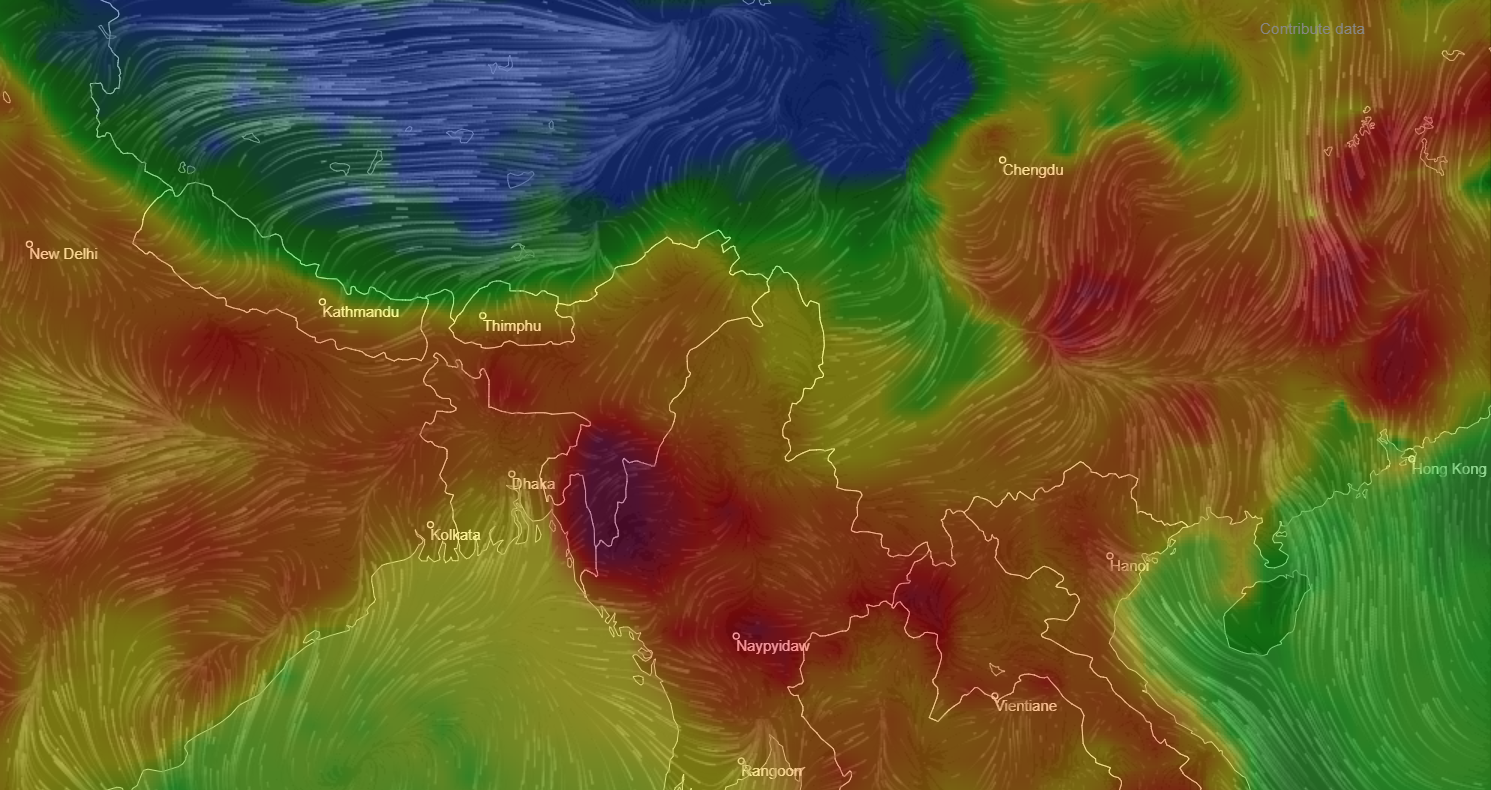 Contribute data
Chengdu
New Delhi
Kathmandu
Thimphu
Hong Kong
Dhaka
Kolkata
Hanoi
Naypyidaw
Vientiane
Rangoon